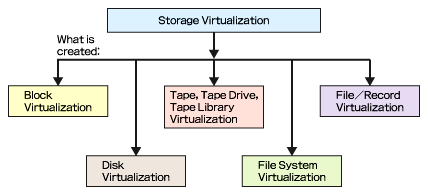 Storage Virtualization
What is
created:
Block
Virtualization
Tape, Tape Drive,
Tape Library
Virtualization
File／Record
Virtualization
Disk
Virtualization
File System
Virtualization